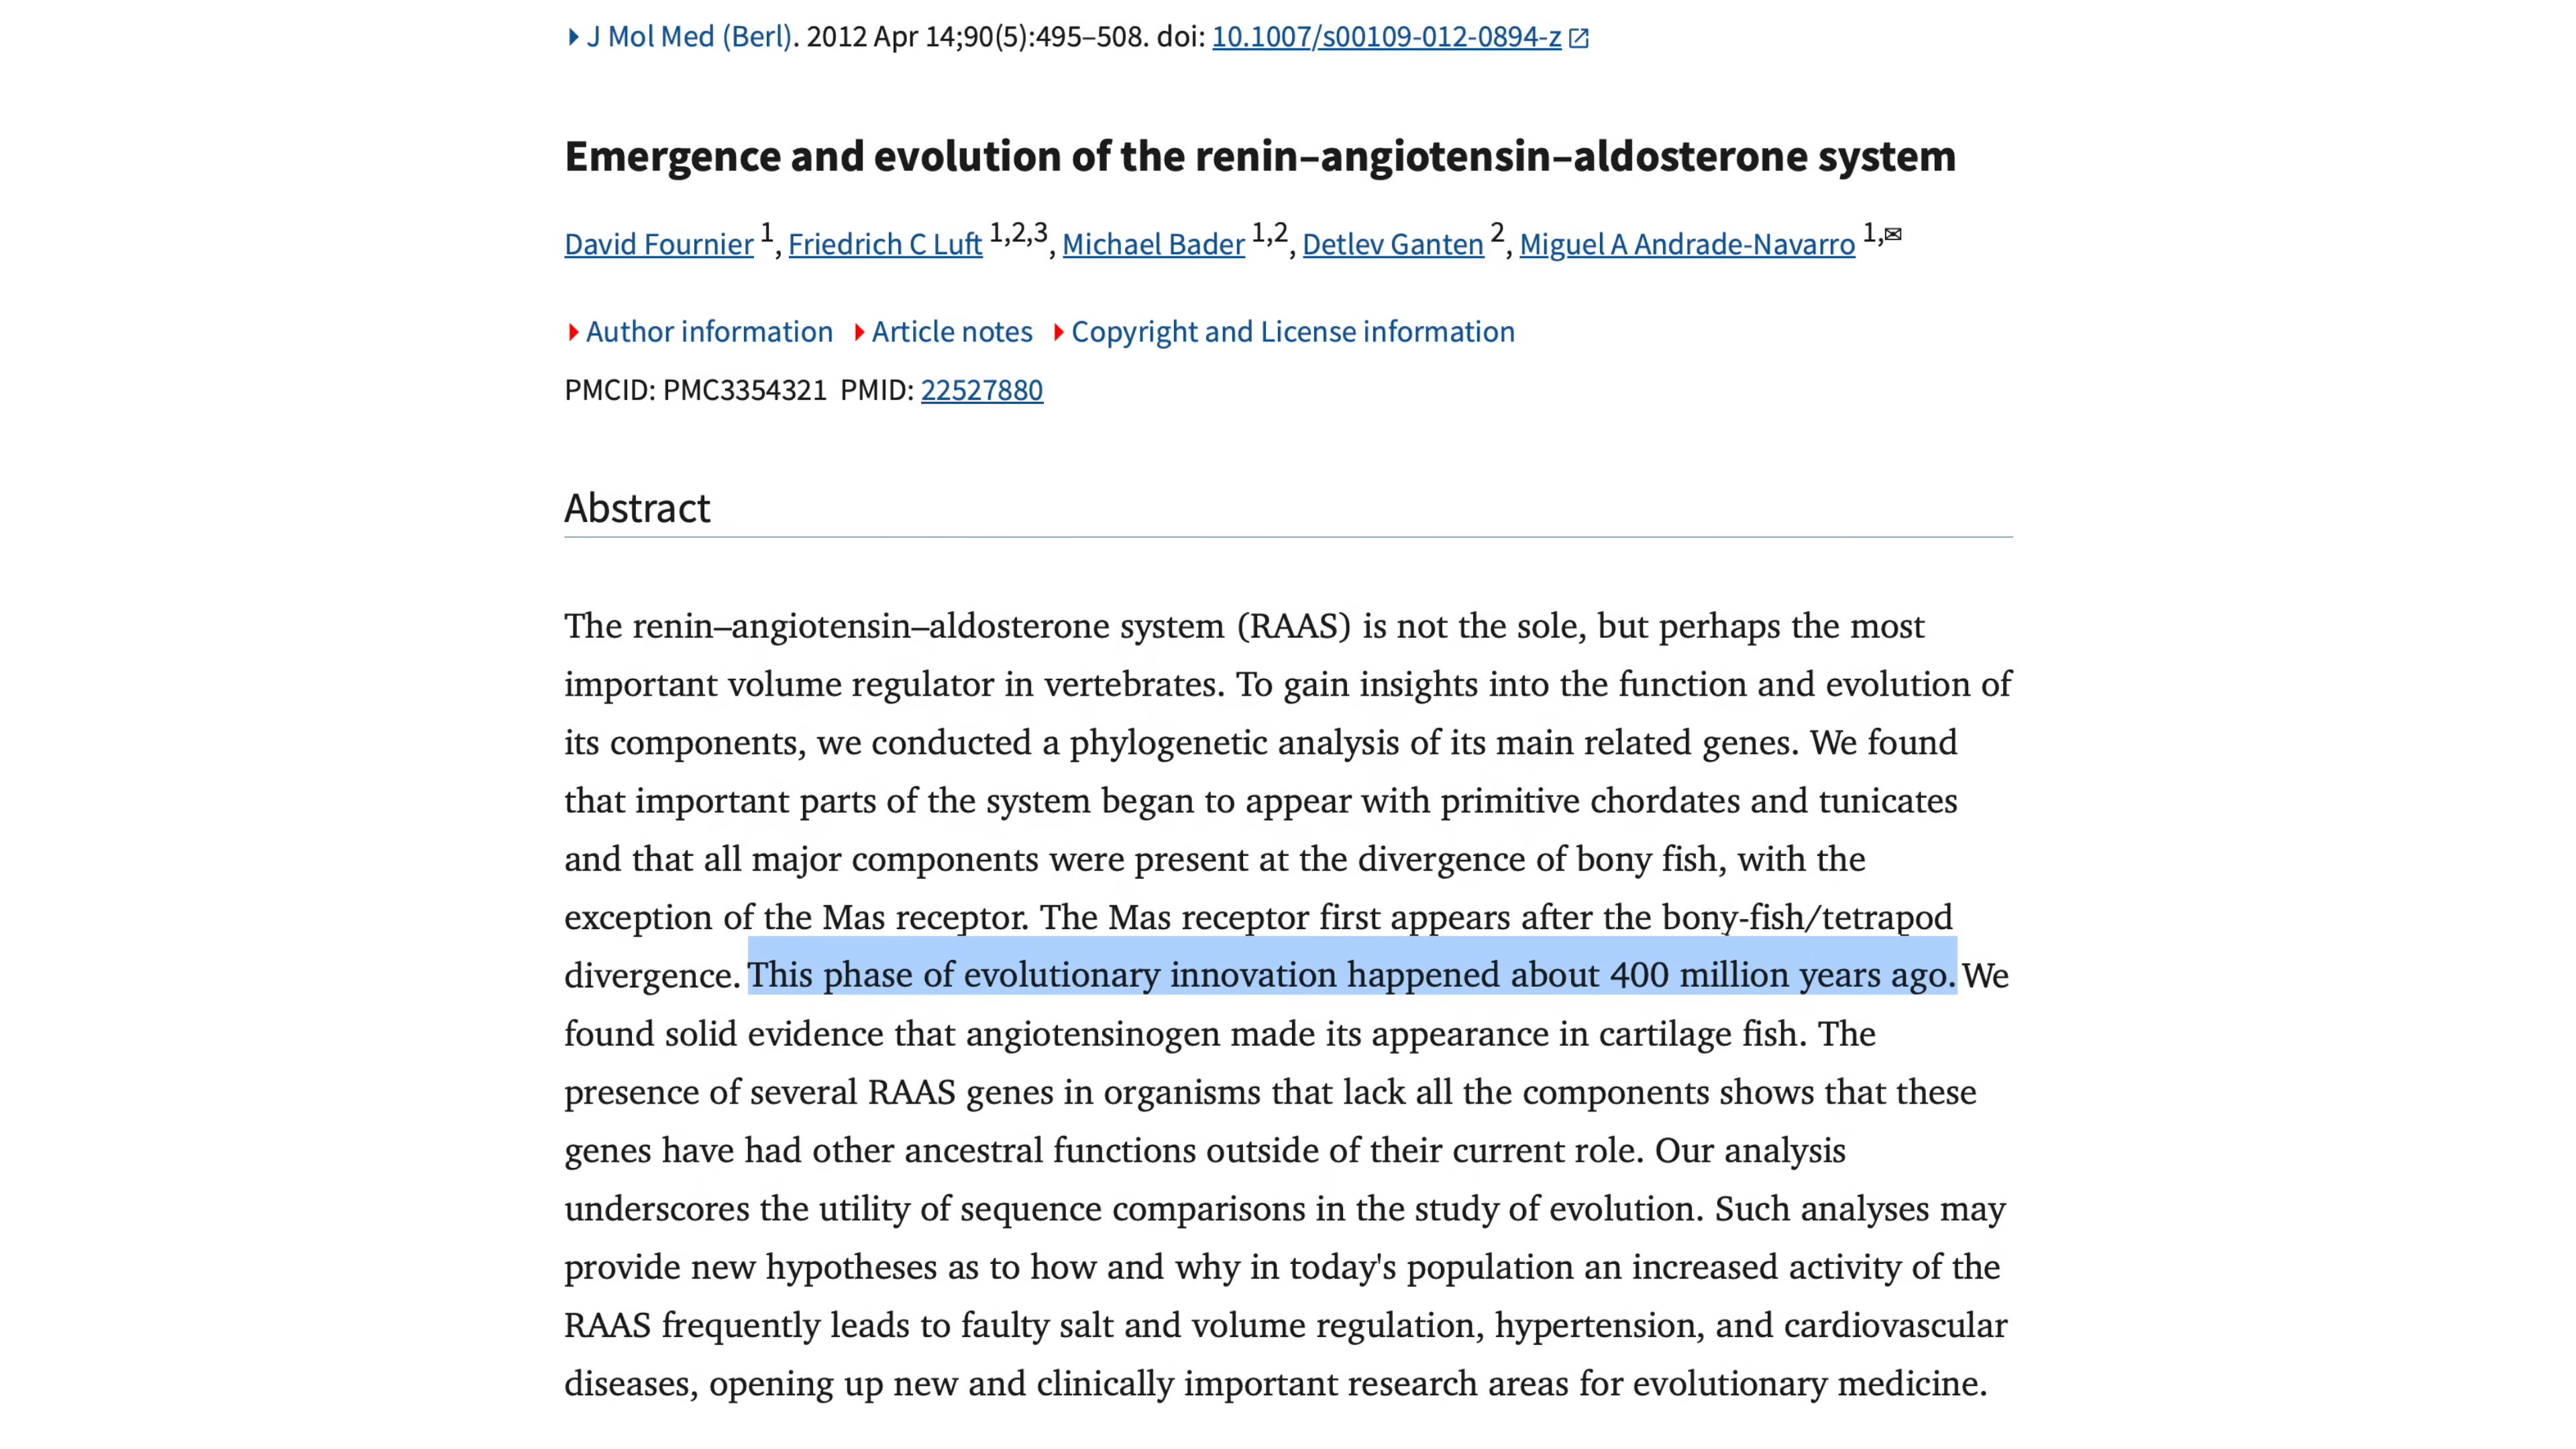 J Mol Med (Berl). 2012 Apr 14;90(5):495–508. doi: 10.1007/s00109-012-0894-z
Emergence and evolution of the renin–angiotensin–aldosterone system
David Fournier 1, Friedrich C Luft 1,2,3, Michael Bader 1,2, Detlev Ganten 2, Miguel A Andrade-Navarro 1,✉
Author information Article notes Copyright and License information
PMCID: PMC3354321 PMID: 22527880
Abstract
The renin–angiotensin–aldosterone system (RAAS) is not the sole, but perhaps the most
important volume regulator in vertebrates. To gain insights into the function and evolution of
its components, we conducted a phylogenetic analysis of its main related genes. We found
that important parts of the system began to appear with primitive chordates and tunicates
and that all major components were present at the divergence of bony fish, with the
exception of the Mas receptor. The Mas receptor first appears after the bony-fish/tetrapod
divergence. This phase of evolutionary innovation happened about 400 million years ago. We
found solid evidence that angiotensinogen made its appearance in cartilage fish. The
presence of several RAAS genes in organisms that lack all the components shows that these
genes have had other ancestral functions outside of their current role. Our analysis
underscores the utility of sequence comparisons in the study of evolution. Such analyses may
provide new hypotheses as to how and why in today's population an increased activity of the
RAAS frequently leads to faulty salt and volume regulation, hypertension, and cardiovascular
diseases, opening up new and clinically important research areas for evolutionary medicine.